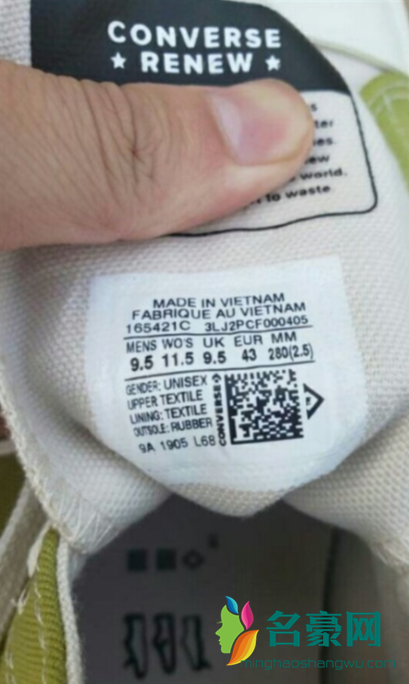 CONVERSE
★ RENEW ★
world.
to waste.
MADE IN VIETNAM
FABRIQUE AU VIETNAM
165421C 3LJ2PCF000405
MENS WO'S UK EUR MM
9.5 11.5 9.5 43 280(2.5)
GENDER: UNISEX
UPPER: TEXTILE
LINING: TEXTILE
OUTSOLE: RUBBER
CONVERSE
9A 1905 L68
名豪网
minghaoshangwu.com